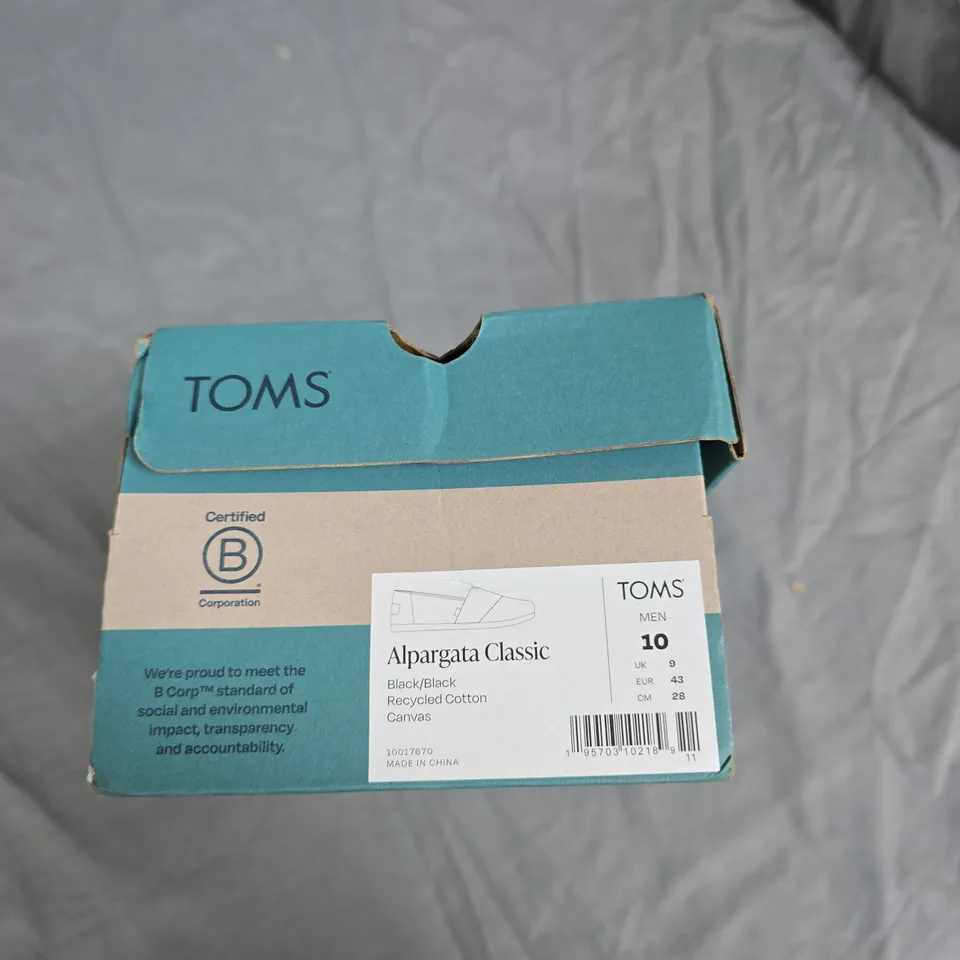 TOMS
Certified
B
Corporation
We're proud to meet the
B Corp™ standard of
social and environmental
impact, transparency
and accountability.
Alpargata Classic
Black/Black
Recycled Cotton
Canvas
10017670
MADE IN CHINA
TOMS
MEN
10
UK 9
EUR 43
CM 28
1 95703 10218 9
11